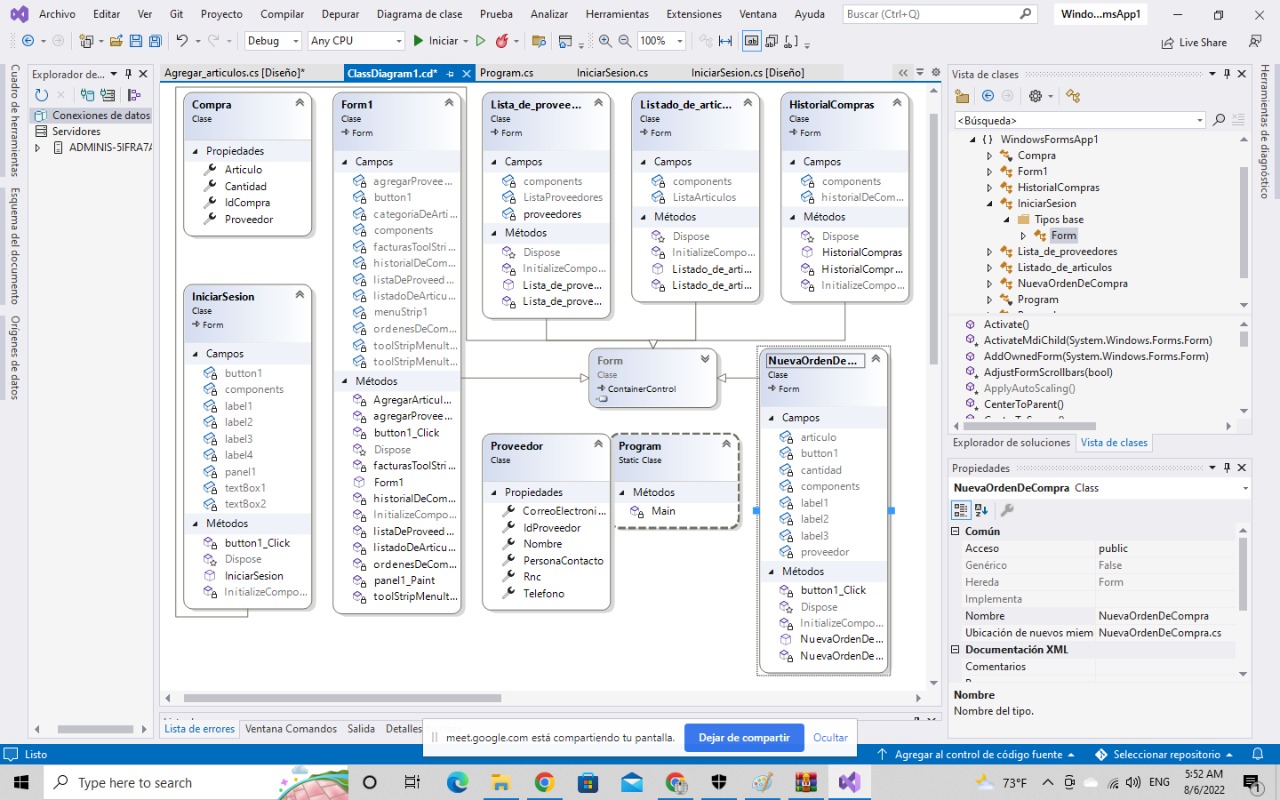 Archivo Editar Ver Git Proyecto Compilar Depurar Diagrama de clase Prueba Analizar Herramientas Extensiones Ventana Ayuda Buscar (Ctrl+Q) Windo...msApp1
Debug Any CPU Iniciar 100% Live Share
Cuadro de herramientas
Esquema del documento
Orígenes de datos
Explorador de...
Conexiones de datos
Servidores
ADMINIS-5IFRA7A
Agregar_articulos.cs [Diseño]* ClassDiagram1.cd* Program.cs IniciarSesion.cs IniciarSesion.cs [Diseño]
Compra
Clase
Propiedades
Articulo
Cantidad
IdCompra
Proveedor
IniciarSesion
Clase
Form
Campos
button1
components
label1
label2
label3
label4
panel1
textBox1
textBox2
Métodos
button1_Click
Dispose
IniciarSesion
InitializeCompo...
Form1
Clase
Form
Campos
agregarProvee...
button1
categoriaDeArti...
components
facturasToolStri...
historialDeCom...
listaDeProveed...
listadoDeArticu...
menuStrip1
ordenesDeCom...
toolStripMenuIt...
toolStripMenuIt...
Métodos
AgregarArticul...
agregarProvee...
button1_Click
Dispose
facturasToolStri...
Form1
historialDeCom...
InitializeCompo...
listaDeProveed...
listadoDeArticu...
ordenesDeCom...
panel1_Paint
toolStripMenuIt...
Lista_de_provee...
Clase
Form
Campos
components
ListaProveedores
proveedores
Métodos
Dispose
InitializeCompo...
Lista_de_prove...
Lista_de_prove...
Listado_de_artic...
Clase
Form
Campos
components
ListaArticulos
Métodos
Dispose
InitializeCompo...
Listado_de_arti...
Listado_de_arti...
HistorialCompras
Clase
Form
Campos
components
historialDeCom...
Métodos
Dispose
HistorialCompras
HistorialCompr...
InitializeCompo...
Form
Clase
ContainerControl
Proveedor
Clase
Propiedades
CorreoElectroni...
IdProveedor
Nombre
PersonaContacto
Rnc
Telefono
Program
Static Clase
Métodos
Main
NuevaOrdenDe...
Clase
Form
Campos
articulo
button1
cantidad
components
label1
label2
label3
proveedor
Métodos
button1_Click
Dispose
InitializeCompo...
NuevaOrdenDe...
NuevaOrdenDe...
Vista de clases
<Búsqueda>
{ } WindowsFormsApp1
Compra
Form1
HistorialCompras
IniciarSesion
Tipos base
Form
Lista_de_proveedores
Listado_de_articulos
NuevaOrdenDeCompra
Program
Activate()
ActivateMdiChild(System.Windows.Forms.Form)
AddOwnedForm(System.Windows.Forms.Form)
AdjustFormScrollbars(bool)
ApplyAutoScaling()
CenterToParent()
Explorador de soluciones Vista de clases
Herramientas de diagnóstico
Propiedades
NuevaOrdenDeCompra Class
Común
Acceso public
Genérico False
Hereda Form
Implementa
Nombre NuevaOrdenDeCompra
Ubicación de nuevos miem NuevaOrdenDeCompra.cs
Documentación XML
Comentarios
Nombre
Nombre del tipo.
Lista de errores Ventana Comandos Salida Detalles
meet.google.com está compartiendo tu pantalla. Dejar de compartir Ocultar
Listo Agregar al control de código fuente Seleccionar repositorio
Type here to search 73°F ENG 5:52 AM
8/6/2022
1